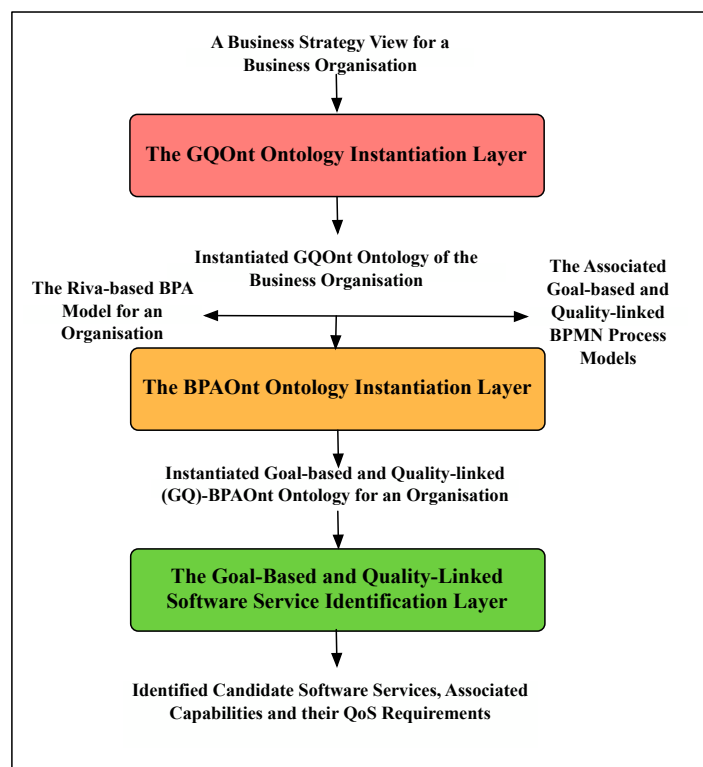 A Business Strategy View for a
Business Organisation
The GQOnt Ontology Instantiation Layer
Instantiated GQOnt Ontology of the
Business Organisation
The Riva-based BPA
Model for an
Organisation
The Associated
Goal-based and
Quality-linked
BPMN Process
Models
The BPAOnt Ontology Instantiation Layer
Instantiated Goal-based and Quality-linked
(GQ)-BPAOnt Ontology for an Organisation
The Goal-Based and Quality-Linked
Software Service Identification Layer
Identified Candidate Software Services, Associated
Capabilities and their QoS Requirements